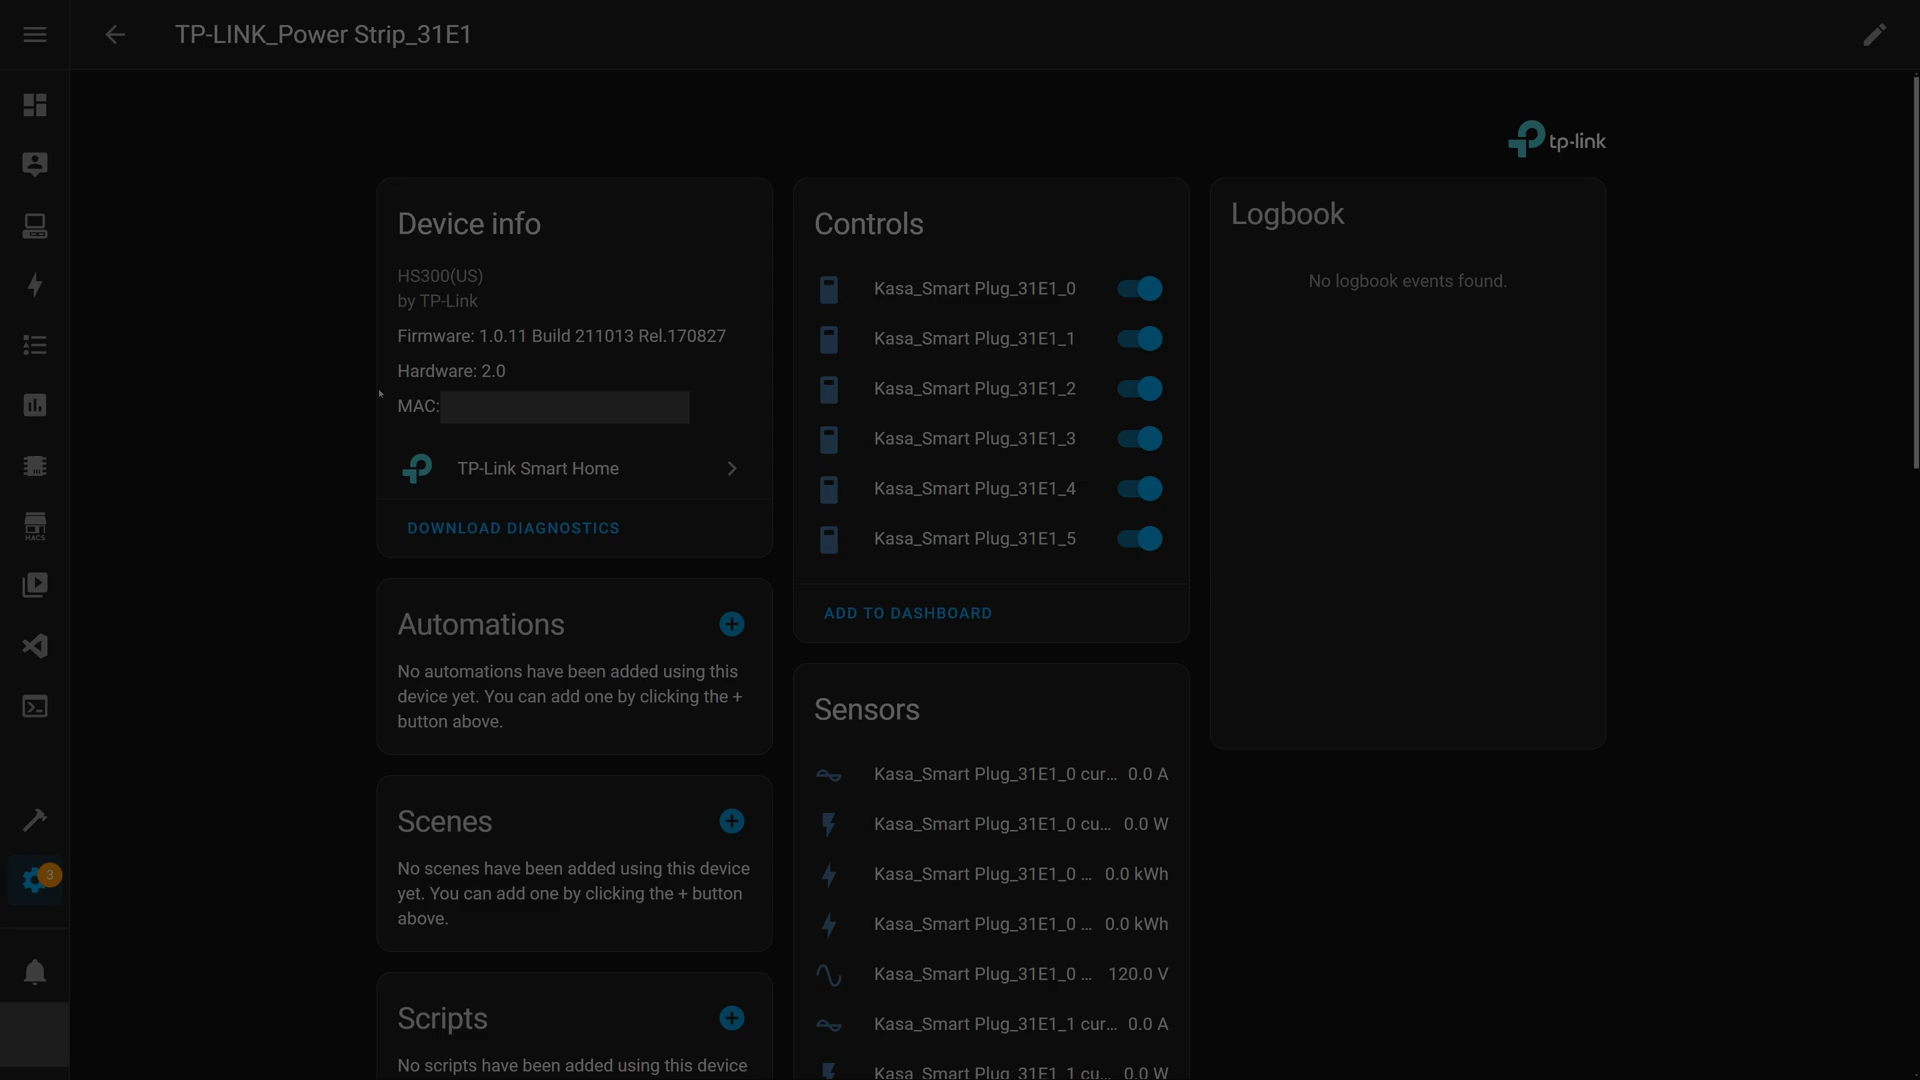 TP-LINK_Power Strip_31E1
tp-link
Device info
HS300(US)
by TP-Link
Firmware: 1.0.11 Build 211013 Rel.170827
Hardware: 2.0
MAC:
TP-Link Smart Home
DOWNLOAD DIAGNOSTICS
Automations
No automations have been added using this
device yet. You can add one by clicking the +
button above.
Scenes
No scenes have been added using this device
yet. You can add one by clicking the + button
above.
Scripts
No scripts have been added using this device
Controls
Kasa_Smart Plug_31E1_0
Kasa_Smart Plug_31E1_1
Kasa_Smart Plug_31E1_2
Kasa_Smart Plug_31E1_3
Kasa_Smart Plug_31E1_4
Kasa_Smart Plug_31E1_5
ADD TO DASHBOARD
Sensors
Kasa_Smart Plug_31E1_0 cur... 0.0 A
Kasa_Smart Plug_31E1_0 cu... 0.0 W
Kasa_Smart Plug_31E1_0 ... 0.0 kWh
Kasa_Smart Plug_31E1_0 ... 0.0 kWh
Kasa_Smart Plug_31E1_0 ... 120.0 V
Kasa_Smart Plug_31E1_1 cur... 0.0 A
Kasa_Smart Plug_31E1_1 cu... 0.0 W
Logbook
No logbook events found.
HACS
3